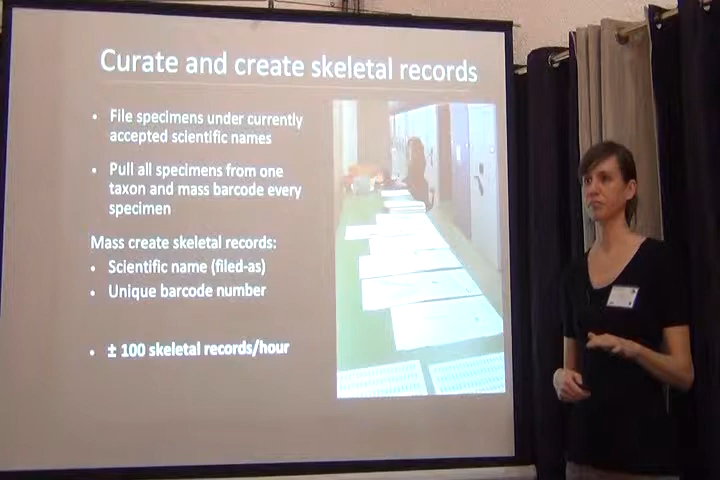 Curate and create skeletal records
• File specimens under currently
accepted scientific names
• Pull all specimens from one
taxon and mass barcode every
specimen
Mass create skeletal records:
• Scientific name (filed-as)
• Unique barcode number
• ± 100 skeletal records/hour